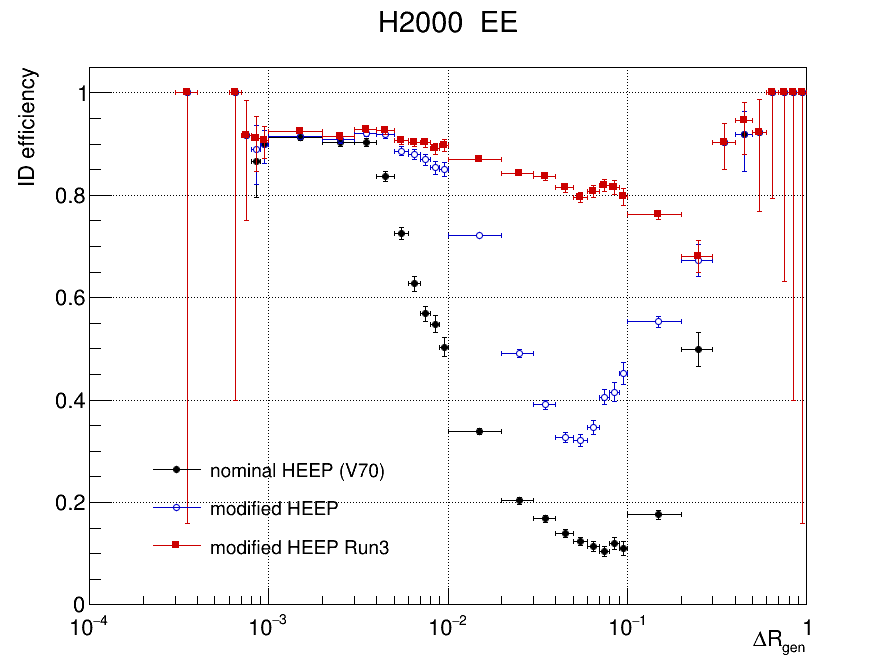 H2000 EE
ID efficiency
1
0.8
0.6
0.4
0.2
0
nominal HEEP (V70)
modified HEEP
modified HEEP Run3
10⁻⁴
10⁻³
10⁻²
10⁻¹
1
ΔR_gen